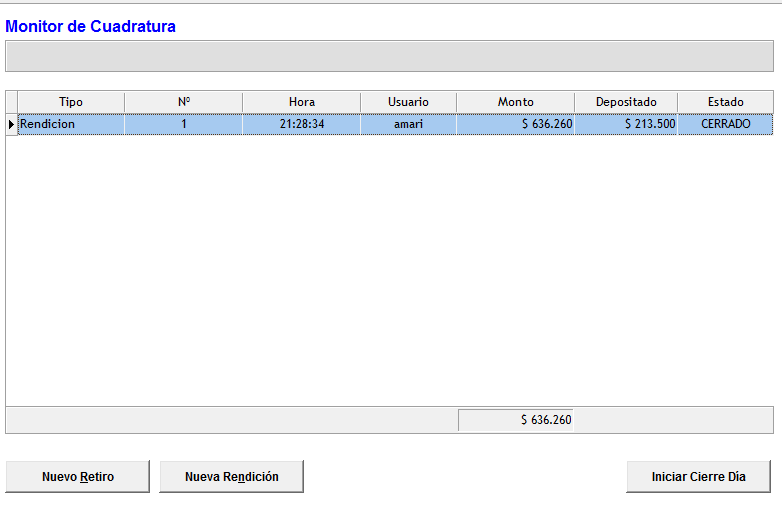 Monitor de Cuadratura
Tipo Nº Hora Usuario Monto Depositado Estado
Rendicion 1 21:28:34 amari $ 636.260 $ 213.500 CERRADO
$ 636.260
Nuevo Retiro Nueva Rendición Iniciar Cierre Día